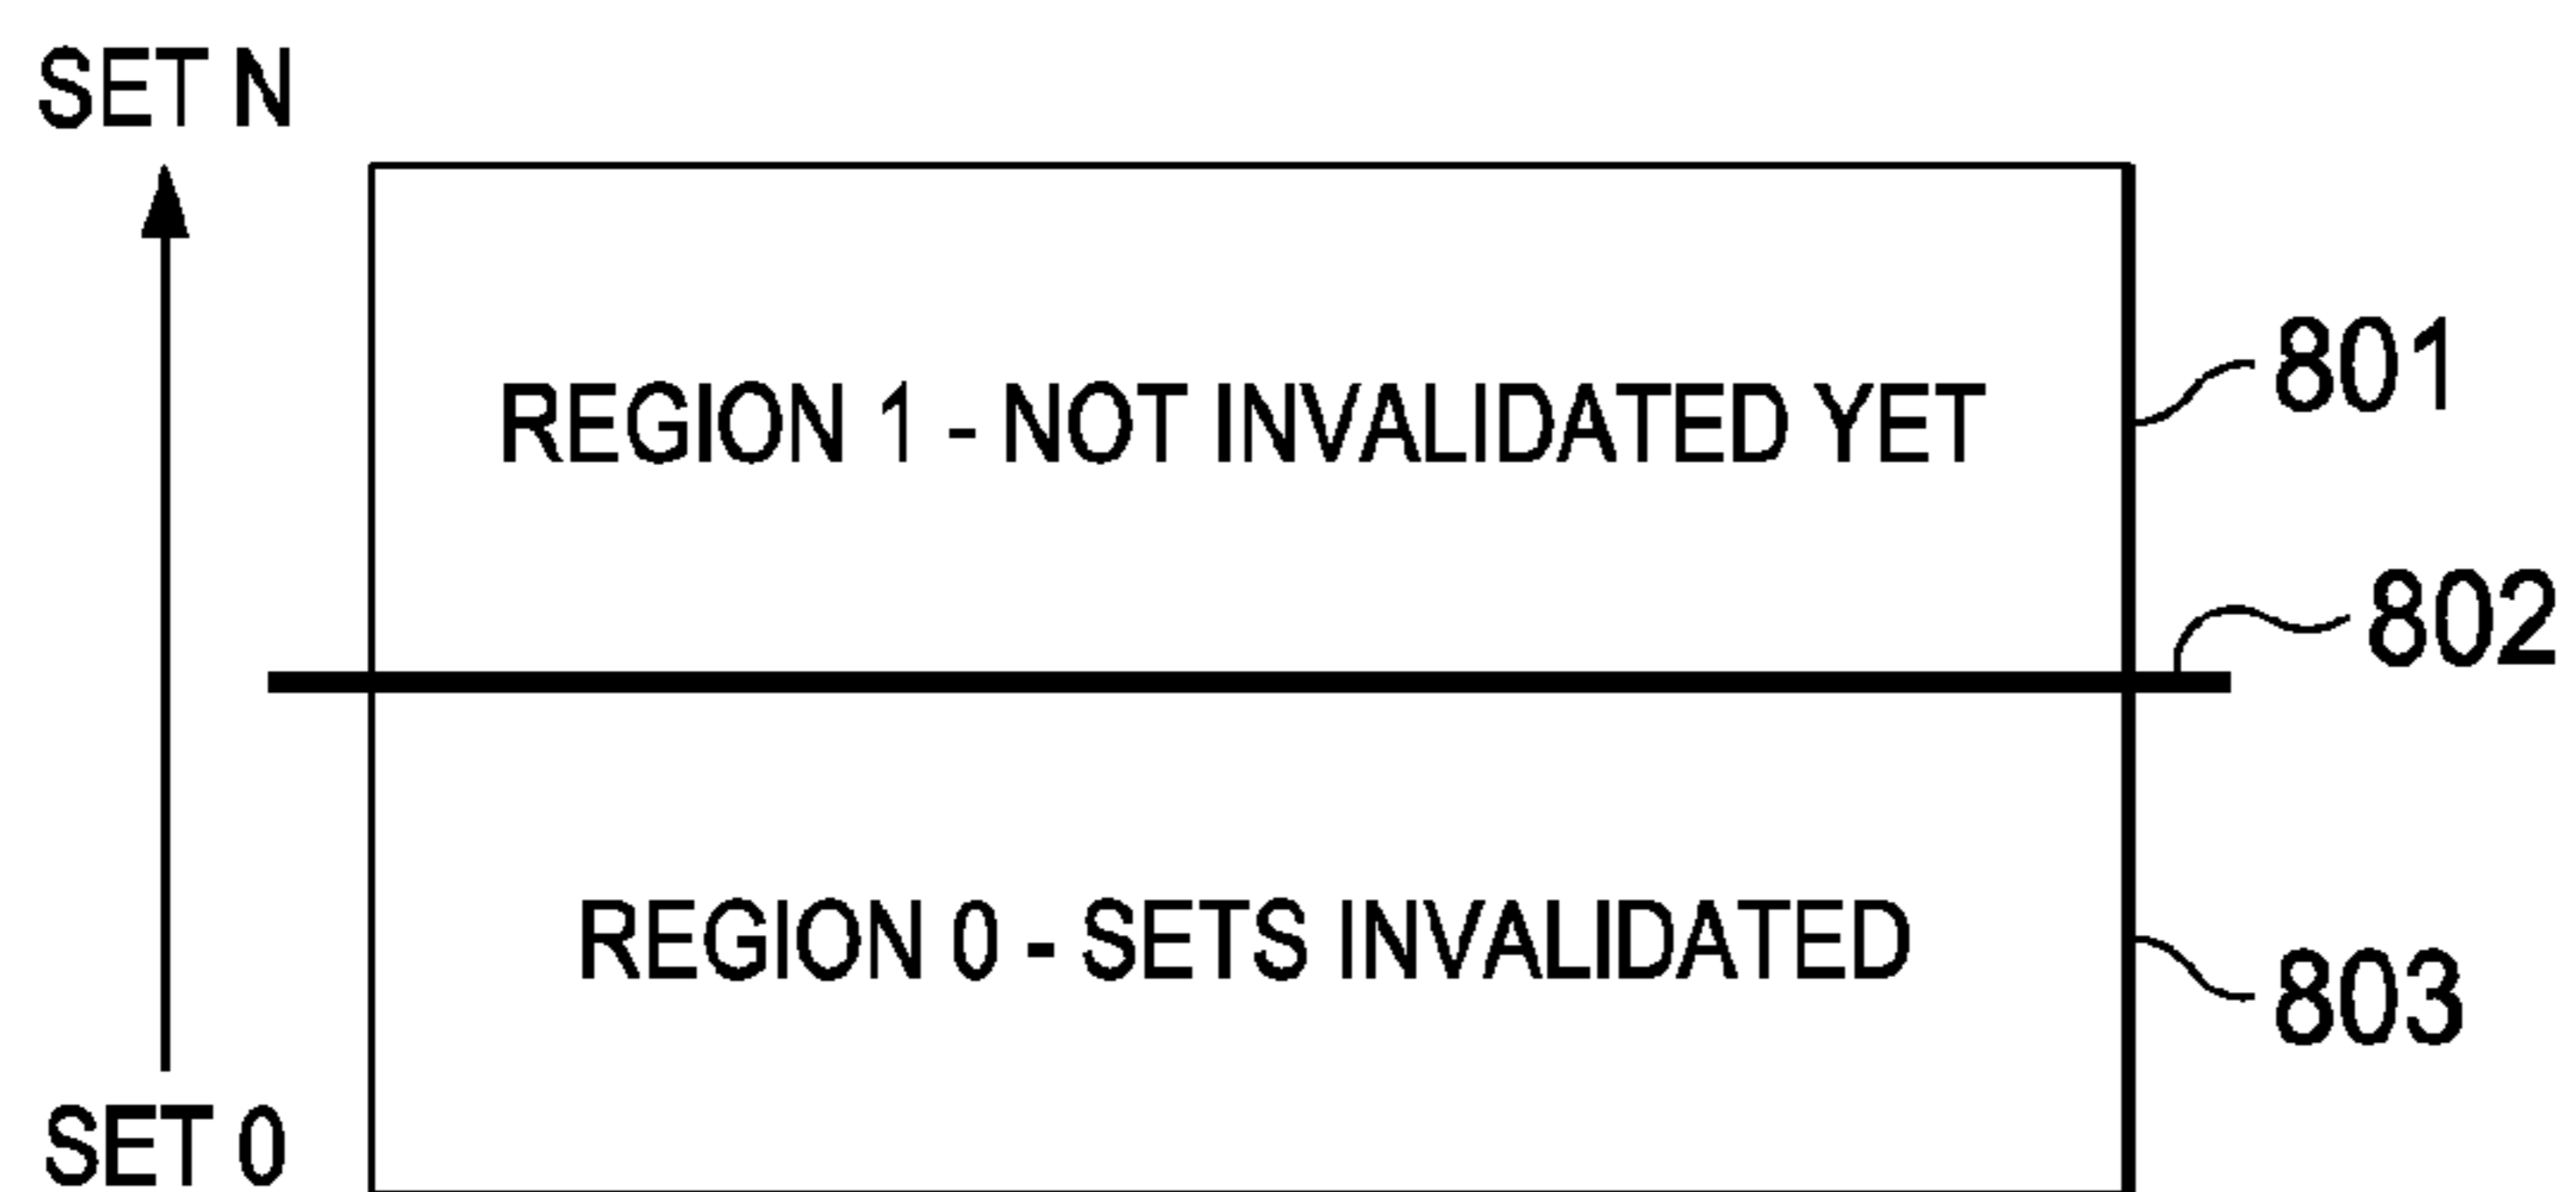 SET N
REGION 1 - NOT INVALIDATED YET
801
802
REGION 0 - SETS INVALIDATED
803
SET 0